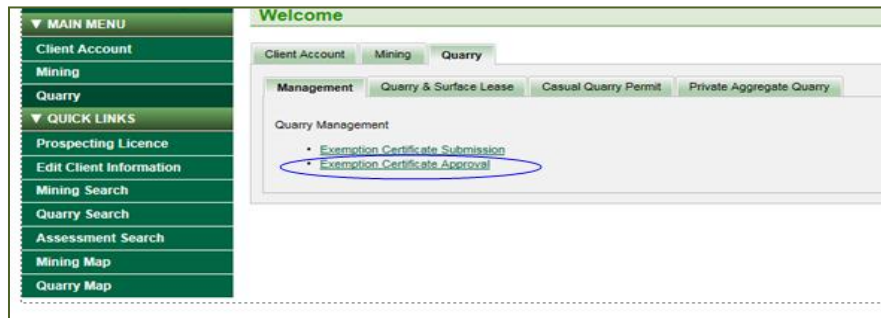 ▼ MAIN MENU
Client Account
Mining
Quarry
▼ QUICK LINKS
Prospecting Licence
Edit Client Information
Mining Search
Quarry Search
Assessment Search
Mining Map
Quarry Map
Welcome
Client Account Mining Quarry
Management Quarry & Surface Lease Casual Quarry Permit Private Aggregate Quarry
Quarry Management
• Exemption Certificate Submission
• Exemption Certificate Approval